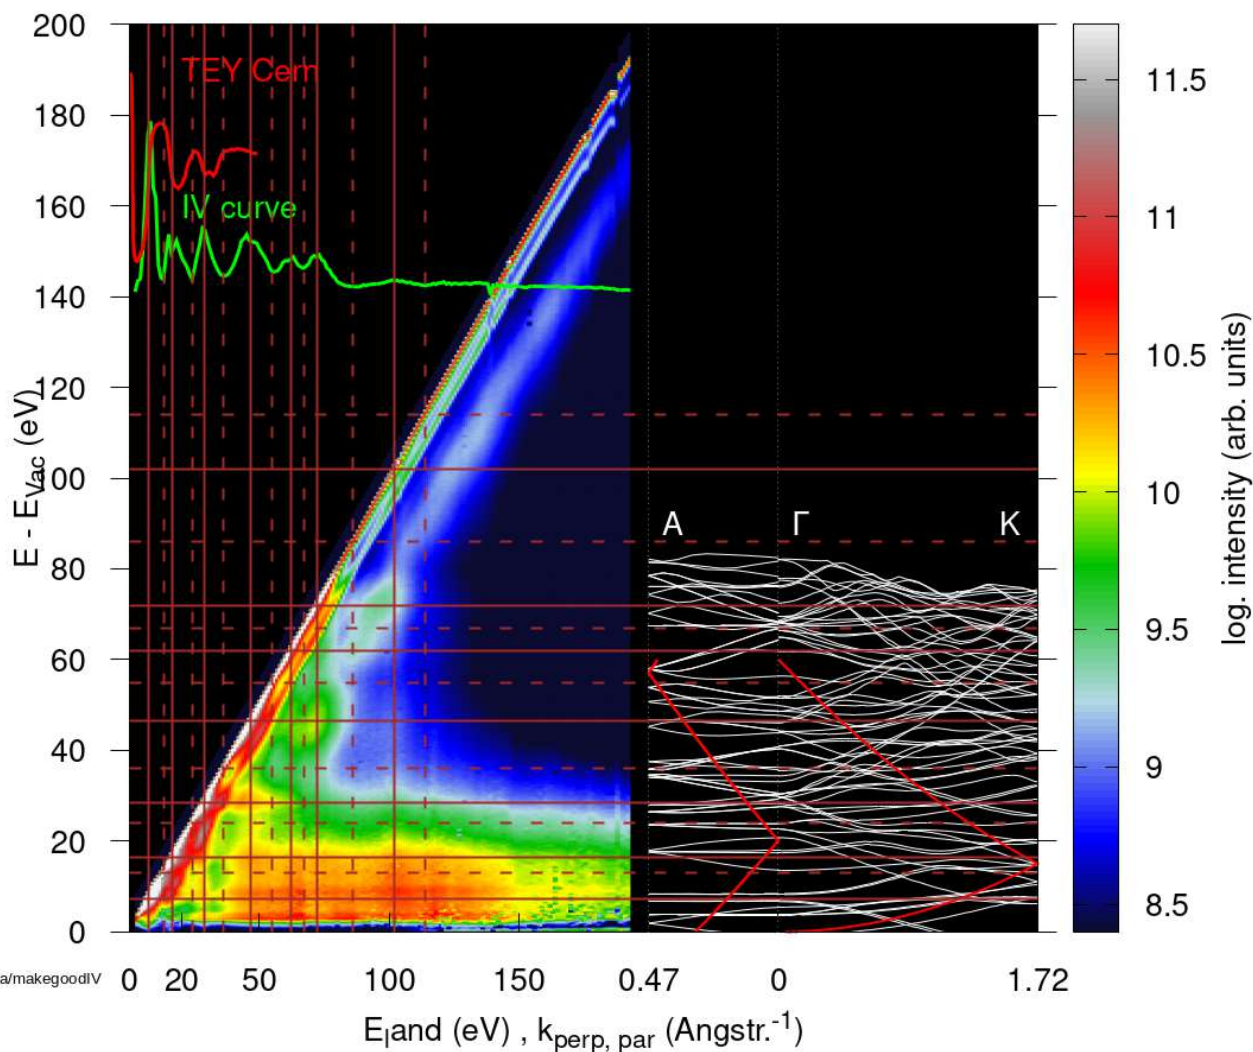 200
180
160
140
120
100
80
60
40
20
0
E - EVac (eV)
TEY Cern
IV curve
A Γ K
11.5
11
10.5
10
9.5
9
8.5
log. intensity (arb. units)
a/makegoodIV
0 20 50 100 150 0.47 0 1.72
Eland (eV) , kperp, par (Angstr.-1)